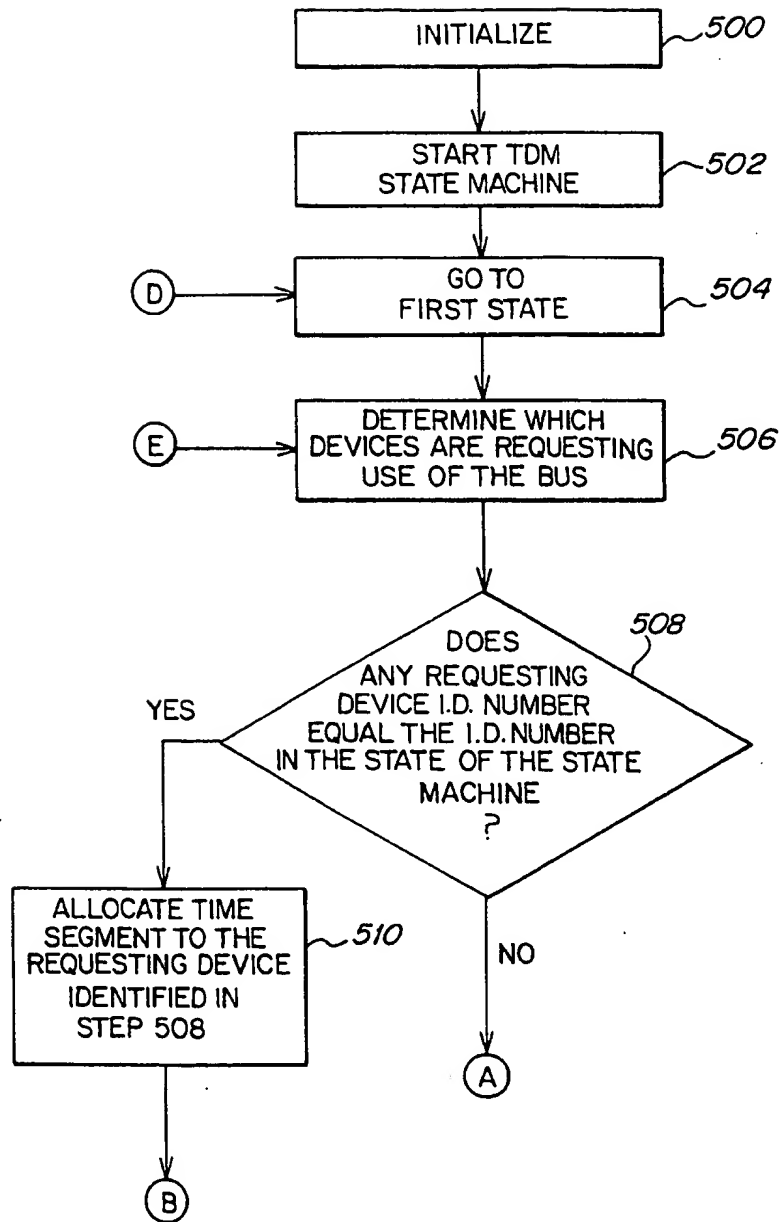 INITIALIZE
500
START TDM
STATE MACHINE
502
D
GO TO
FIRST STATE
504
E
DETERMINE WHICH
DEVICES ARE REQUESTING
USE OF THE BUS
506
508
DOES
ANY REQUESTING
DEVICE I.D. NUMBER
EQUAL THE I.D. NUMBER
IN THE STATE OF THE STATE
MACHINE
?
YES
ALLOCATE TIME
SEGMENT TO THE
REQUESTING DEVICE
IDENTIFIED IN
STEP 508
510
NO
A
B